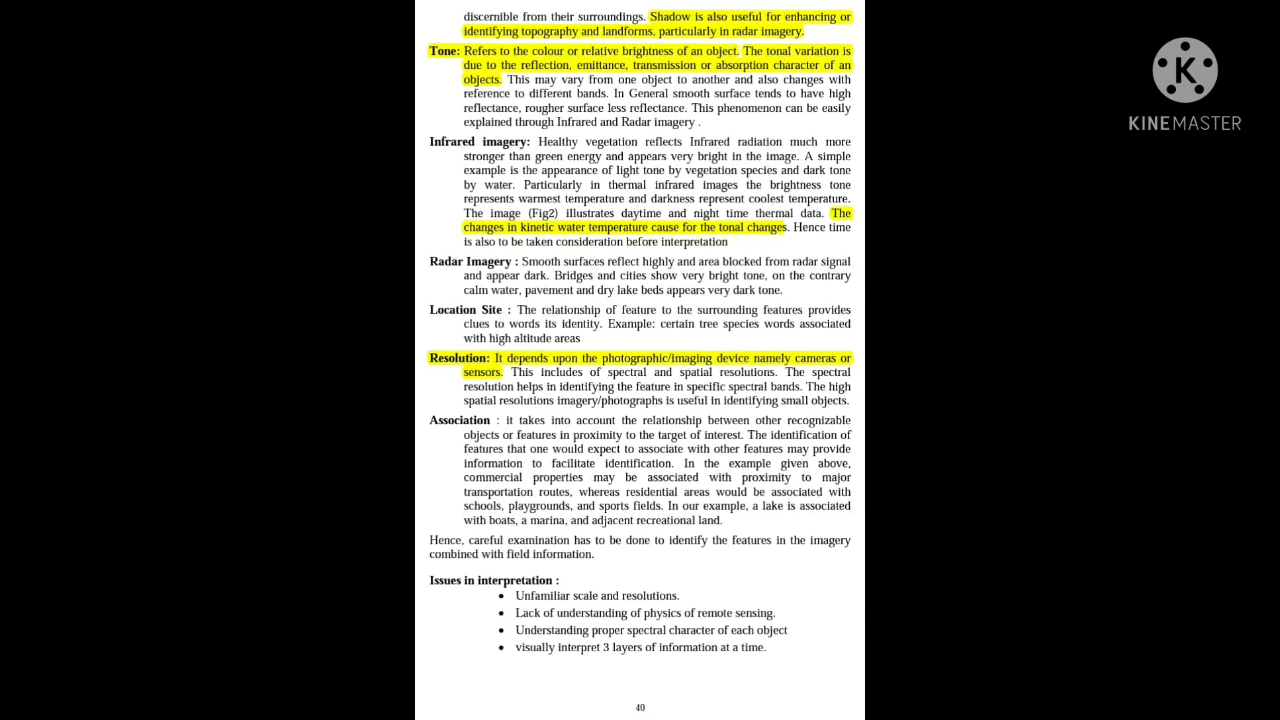 discernible from their surroundings. Shadow is also useful for enhancing or
identifying topography and landforms, particularly in radar imagery.
Tone: Refers to the colour or relative brightness of an object. The tonal variation is
due to the reflection, emittance, transmission or absorption character of an
objects. This may vary from one object to another and also changes with
reference to different bands. In General smooth surface tends to have high
reflectance, rougher surface less reflectance. This phenomenon can be easily
explained through Infrared and Radar imagery .
Infrared imagery: Healthy vegetation reflects Infrared radiation much more
stronger than green energy and appears very bright in the image. A simple
example is the appearance of light tone by vegetation species and dark tone
by water. Particularly in thermal infrared images the brightness tone
represents warmest temperature and darkness represent coolest temperature.
The image (Fig2) illustrates daytime and night time thermal data. The
changes in kinetic water temperature cause for the tonal changes. Hence time
is also to be taken consideration before interpretation
Radar Imagery : Smooth surfaces reflect highly and area blocked from radar signal
and appear dark. Bridges and cities show very bright tone, on the contrary
calm water, pavement and dry lake beds appears very dark tone.
Location Site : The relationship of feature to the surrounding features provides
clues to words its identity. Example: certain tree species words associated
with high altitude areas
Resolution: It depends upon the photographic/imaging device namely cameras or
sensors. This includes of spectral and spatial resolutions. The spectral
resolution helps in identifying the feature in specific spectral bands. The high
spatial resolutions imagery/photographs is useful in identifying small objects.
Association : it takes into account the relationship between other recognizable
objects or features in proximity to the target of interest. The identification of
features that one would expect to associate with other features may provide
information to facilitate identification. In the example given above,
commercial properties may be associated with proximity to major
transportation routes, whereas residential areas would be associated with
schools, playgrounds, and sports fields. In our example, a lake is associated
with boats, a marina, and adjacent recreational land.
Hence, careful examination has to be done to identify the features in the imagery
combined with field information.
Issues in interpretation :
• Unfamiliar scale and resolutions.
• Lack of understanding of physics of remote sensing.
• Understanding proper spectral character of each object
• visually interpret 3 layers of information at a time.
40
K
KINEMASTER